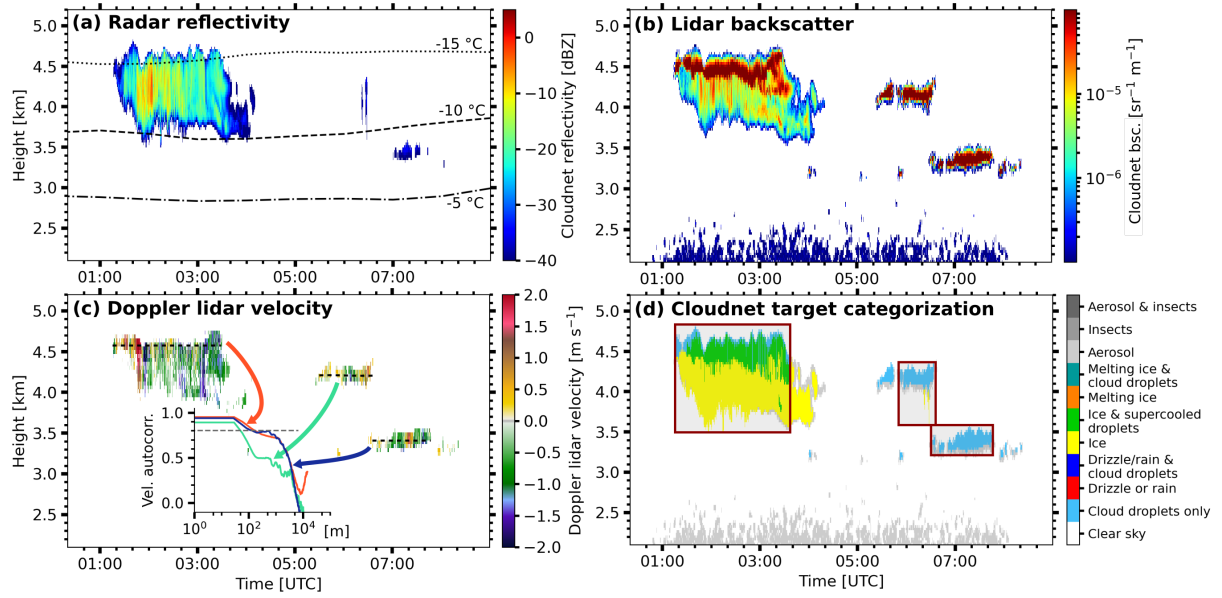 (a) Radar reflectivity
-15 °C
-10 °C
-5 °C
5.0
4.5
4.0
3.5
3.0
2.5
Height [km]
01:00 03:00 05:00 07:00
0
−10
−20
−30
−40
Cloudnet reflectivity [dBZ]
(b) Lidar backscatter
5.0
4.5
4.0
3.5
3.0
2.5
01:00 03:00 05:00 07:00
10⁻⁵
10⁻⁶
Cloudnet bsc. [sr⁻¹ m⁻¹]
(c) Doppler lidar velocity
5.0
4.5
4.0
3.5
3.0
2.5
Height [km]
1.0
0.5
0.0
Vel. autocorr.
10⁰ 10² 10⁴ [m]
01:00 03:00 05:00 07:00
Time [UTC]
2.0
1.5
1.0
0.5
0.0
−0.5
−1.0
−1.5
−2.0
Doppler lidar velocity [m s⁻¹]
(d) Cloudnet target categorization
5.0
4.5
4.0
3.5
3.0
2.5
01:00 03:00 05:00 07:00
Time [UTC]
Aerosol & insects
Insects
Aerosol
Melting ice &
cloud droplets
Melting ice
Ice & supercooled
droplets
Ice
Drizzle/rain &
cloud droplets
Drizzle or rain
Cloud droplets only
Clear sky